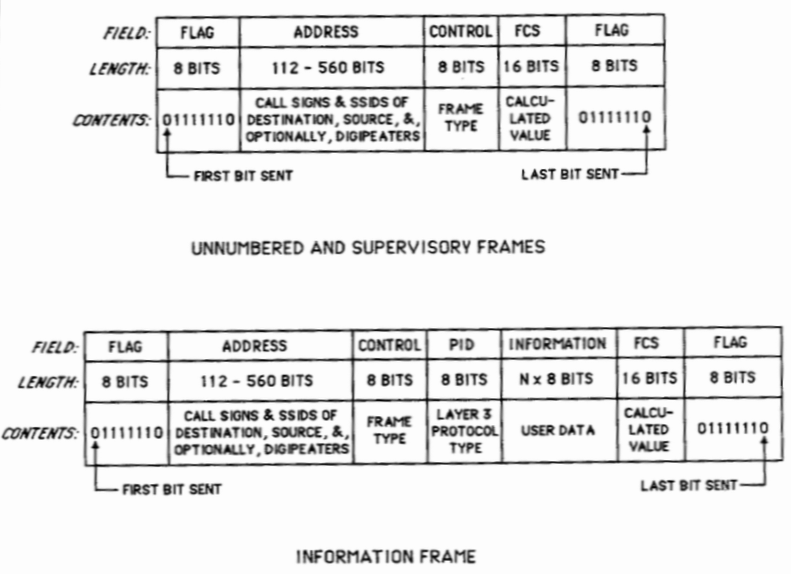 FIELD: FLAG ADDRESS CONTROL FCS FLAG
LENGTH: 8 BITS 112 - 560 BITS 8 BITS 16 BITS 8 BITS
CONTENTS: 01111110 CALL SIGNS & SSIDS OF DESTINATION, SOURCE, &, OPTIONALLY, DIGIPEATERS FRAME TYPE CALCU-LATED VALUE 01111110
FIRST BIT SENT LAST BIT SENT
UNNUMBERED AND SUPERVISORY FRAMES
FIELD: FLAG ADDRESS CONTROL PID INFORMATION FCS FLAG
LENGTH: 8 BITS 112 - 560 BITS 8 BITS 8 BITS N x 8 BITS 16 BITS 8 BITS
CONTENTS: 01111110 CALL SIGNS & SSIDS OF DESTINATION, SOURCE, &, OPTIONALLY, DIGIPEATERS FRAME TYPE LAYER 3 PROTOCOL TYPE USER DATA CALCU-LATED VALUE 01111110
FIRST BIT SENT LAST BIT SENT
INFORMATION FRAME